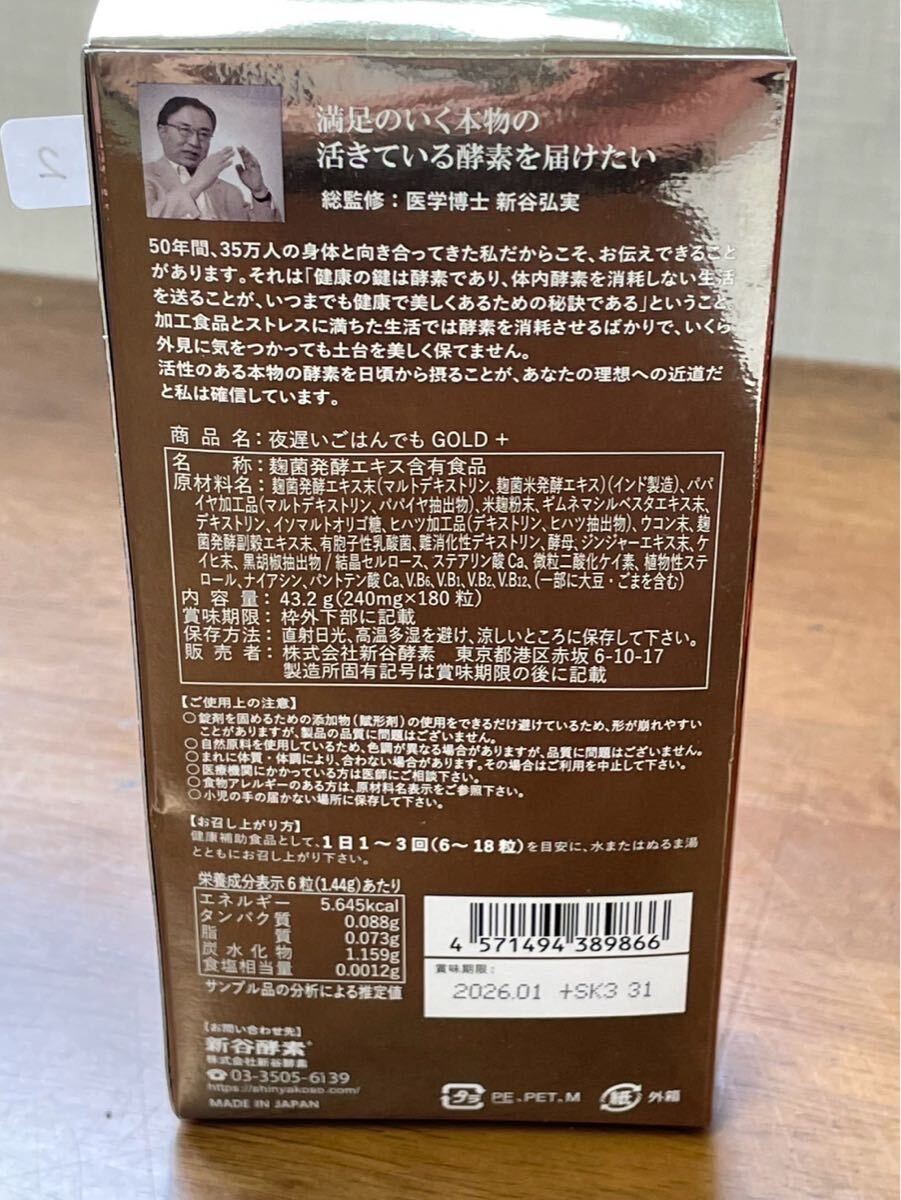 2
満足のいく本物の
活きている酵素を届けたい
総監修：医学博士 新谷弘実
50年間、35万人の身体と向き合ってきた私だからこそ、お伝えできること
があります。それは「健康の鍵は酵素であり、体内酵素を消耗しない生活
を送ることが、いつまでも健康で美しくあるための秘訣である」ということ。
加工食品とストレスに満ちた生活では酵素を消耗させるばかりで、いくら
外見に気をつかっても土台を美しく保てません。
活性のある本物の酵素を日頃から摂ることが、あなたの理想への近道だ
と私は確信しています。
商品名：夜遅いごはんでも GOLD +
名称：麹菌発酵エキス含有食品
原材料名：麹菌発酵エキス末(マルトデキストリン、麹菌米発酵エキス)(インド製造)、パパ
イヤ加工品(マルトデキストリン、パパイヤ抽出物)、米麹粉末、ギムネマシルベスタエキス末、
デキストリン、イソマルトオリゴ糖、ヒハツ加工品(デキストリン、ヒハツ抽出物)、ウコン末、麹
菌発酵副穀エキス末、有胞子性乳酸菌、難消化性デキストリン、酵母、ジンジャーエキス末、ケ
イヒ末、黒胡椒抽出物/結晶セルロース、ステアリン酸Ca、微粒二酸化ケイ素、植物性ステ
ロール、ナイアシン、パントテン酸Ca、V.B6、V.B1、V.B2、V.B12、(一部に大豆・ごまを含む)
内容量：43.2g(240mg×180粒)
賞味期限：枠外下部に記載
保存方法：直射日光、高温多湿を避け、涼しいところに保存して下さい。
販売者：株式会社新谷酵素 東京都港区赤坂6-10-17
製造所固有記号は賞味期限の後に記載
【ご使用上の注意】
○錠剤を固めるための添加物（賦形剤）の使用をできるだけ避けているため、形が崩れやすい
ことがありますが、製品の品質に問題はございません。
○自然原料を使用しているため、色調が異なる場合がありますが、品質に問題はございません。
○まれに体質・体調により、合わない場合があります。その場合はご利用を中止して下さい。
○医療機関にかかっている方は医師にご相談下さい。
○食物アレルギーのある方は、原材料名表示をご参照下さい。
○小児の手の届かない場所に保存して下さい。
【お召し上がり方】
健康補助食品として、1日1～3回(6～18粒)を目安に、水またはぬるま湯
とともにお召し上がり下さい。
栄養成分表示 6粒(1.44g)あたり
エネルギー 5.645kcal
タンパク質 0.088g
脂質 0.073g
炭水化物 1.159g
食塩相当量 0.0012g
サンプル品の分析による推定値
4 571494 389866
賞味期限：
2026.01 +SK3 31
【お問い合わせ先】
新谷酵素
株式会社新谷酵素
☎03-3505-6139
https://shinyakoso.com/
MADE IN JAPAN
プラ PE、PET、M
紙 外箱